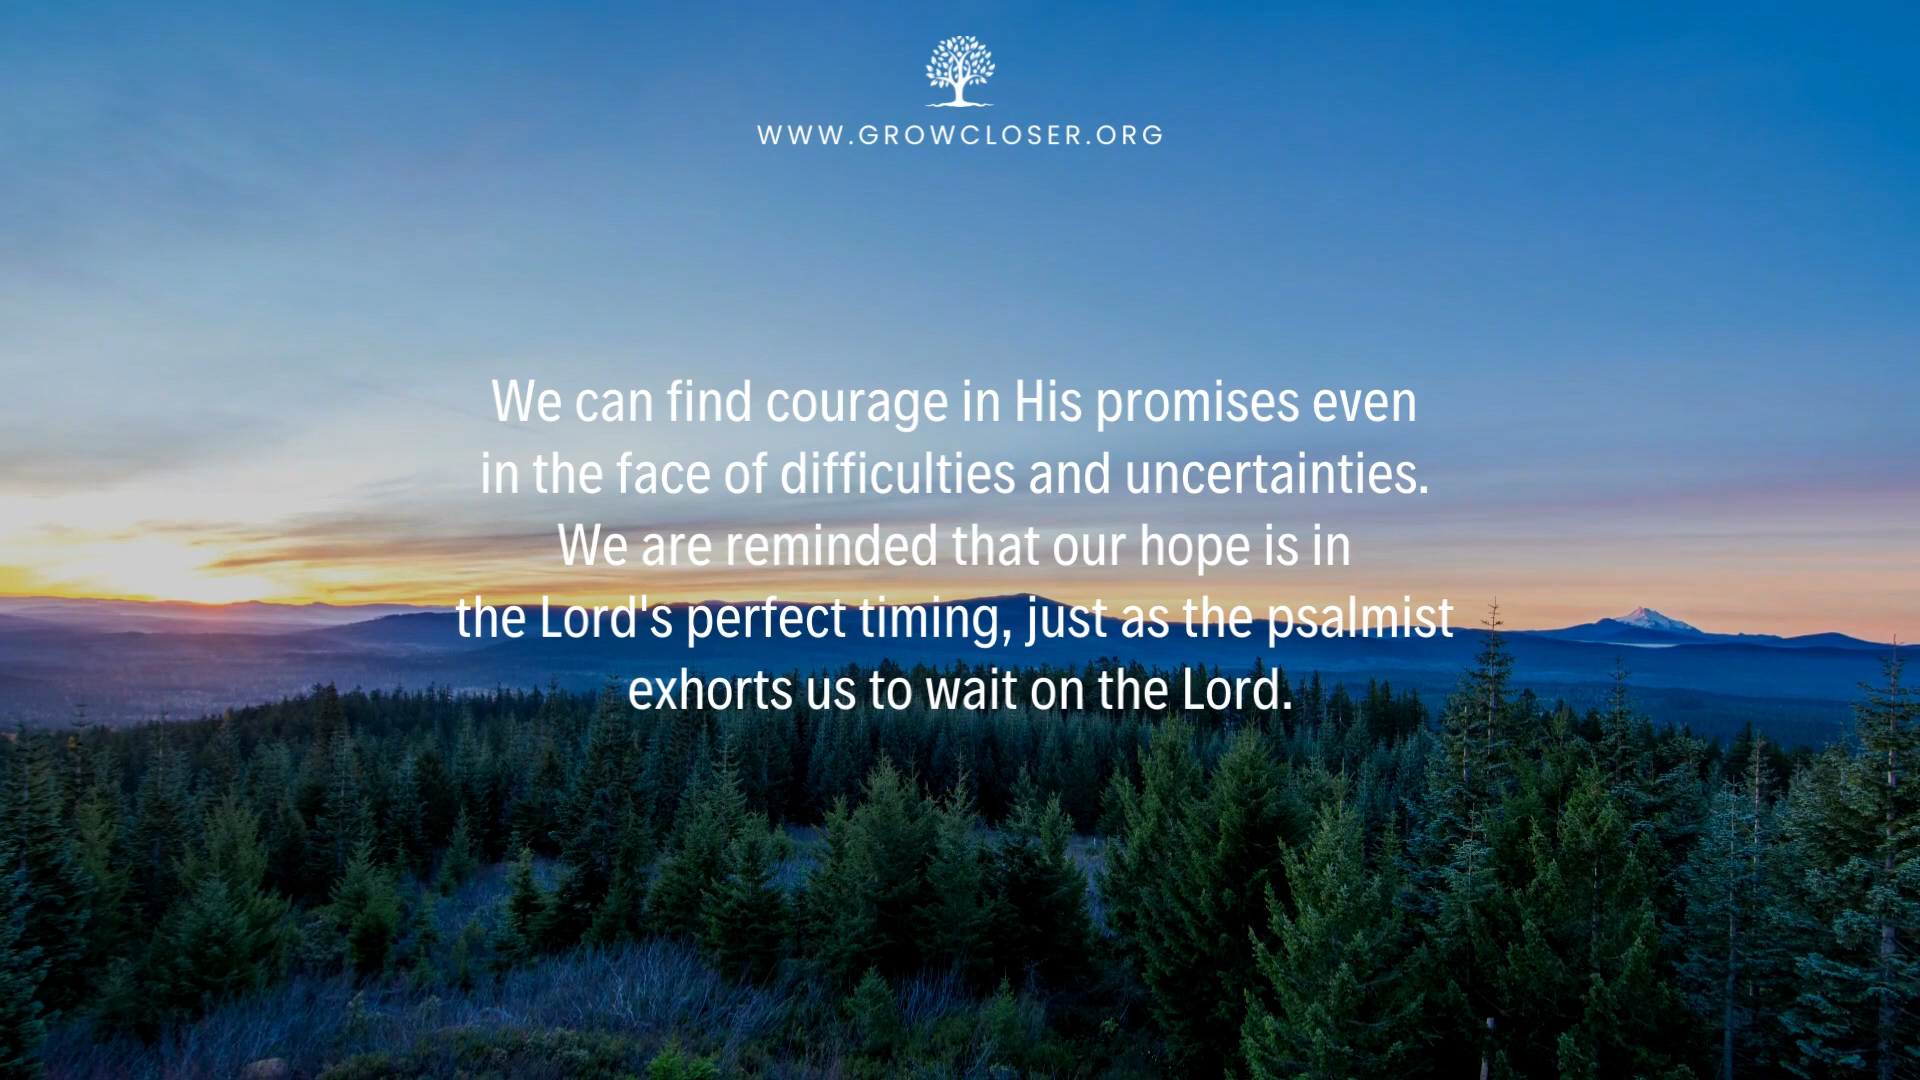 WWW.GROWCLOSER.ORG
We can find courage in His promises even
in the face of difficulties and uncertainties.
We are reminded that our hope is in
the Lord's perfect timing, just as the psalmist
exhorts us to wait on the Lord.